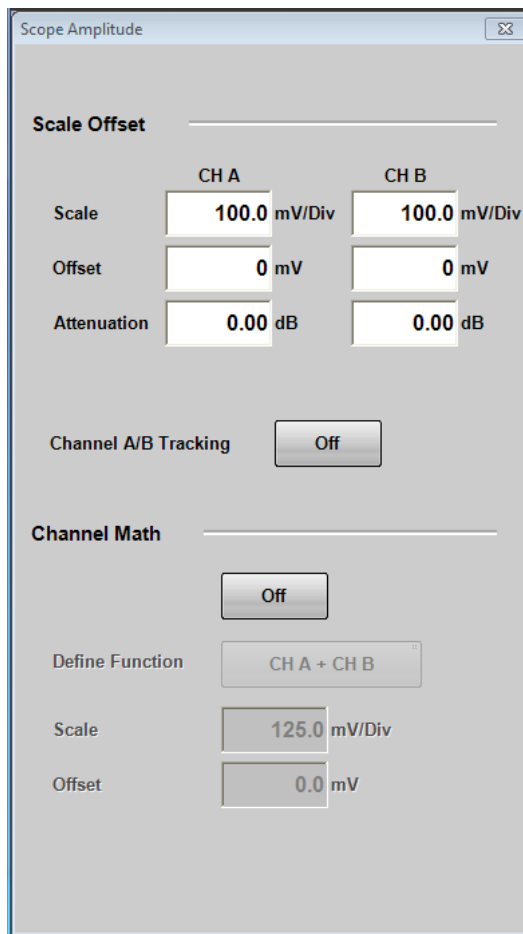 Scope Amplitude
Scale Offset
CH A CH B
Scale 100.0 mV/Div 100.0 mV/Div
Offset 0 mV 0 mV
Attenuation 0.00 dB 0.00 dB
Channel A/B Tracking Off
Channel Math
Off
Define Function CH A + CH B
Scale 125.0 mV/Div
Offset 0.0 mV